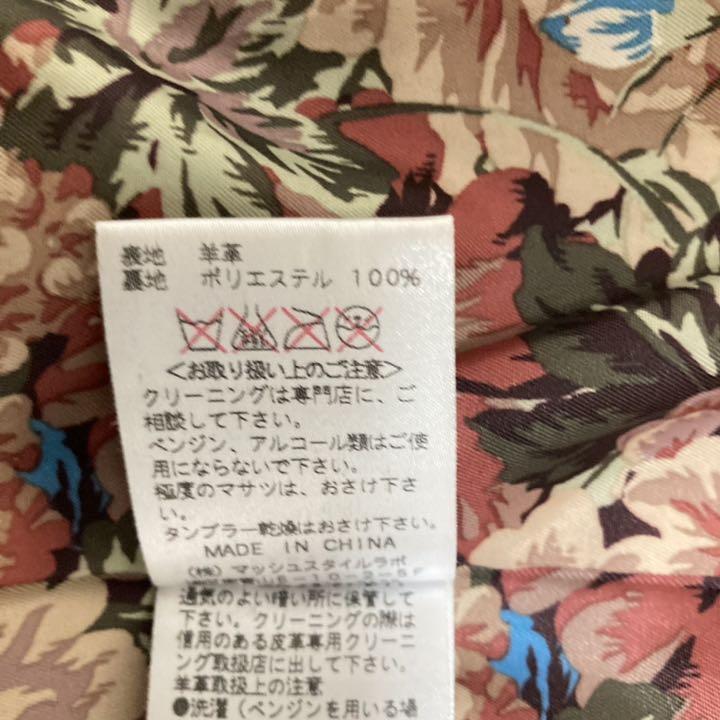 表地 羊革
裏地 ポリエステル 100%
<お取り扱い上のご注意>
クリーニングは専門店に、ご
相談して下さい。
ベンジン、アルコール類はご使
用にならないで下さい。
極度のマサツは、おさけ下さ
い。
タンブラー乾燥はおさけ下さい。
MADE IN CHINA
(株)マッシュスタイルラボ
通気のよい暗い所に保管して
下さい。クリーニングの際は
信用のある皮革専用クリーニ
ング取扱店に出して下さい。
羊革取扱上の注意
●洗濯(ベンジンを用いる場